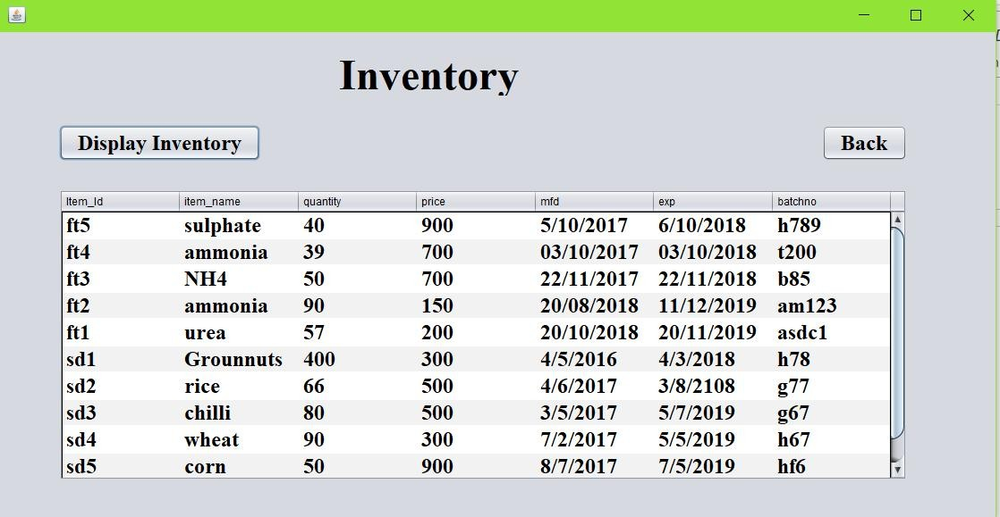 Inventory
Display Inventory Back
Item_Id item_name quantity price mfd exp batchno
ft5 sulphate 40 900 5/10/2017 6/10/2018 h789
ft4 ammonia 39 700 03/10/2017 03/10/2018 t200
ft3 NH4 50 700 22/11/2017 22/11/2018 b85
ft2 ammonia 90 150 20/08/2018 11/12/2019 am123
ft1 urea 57 200 20/10/2018 20/11/2019 asdc1
sd1 Grounnuts 400 300 4/5/2016 4/3/2018 h78
sd2 rice 66 500 4/6/2017 3/8/2108 g77
sd3 chilli 80 500 3/5/2017 5/7/2019 g67
sd4 wheat 90 300 7/2/2017 5/5/2019 h67
sd5 corn 50 900 8/7/2017 7/5/2019 hf6